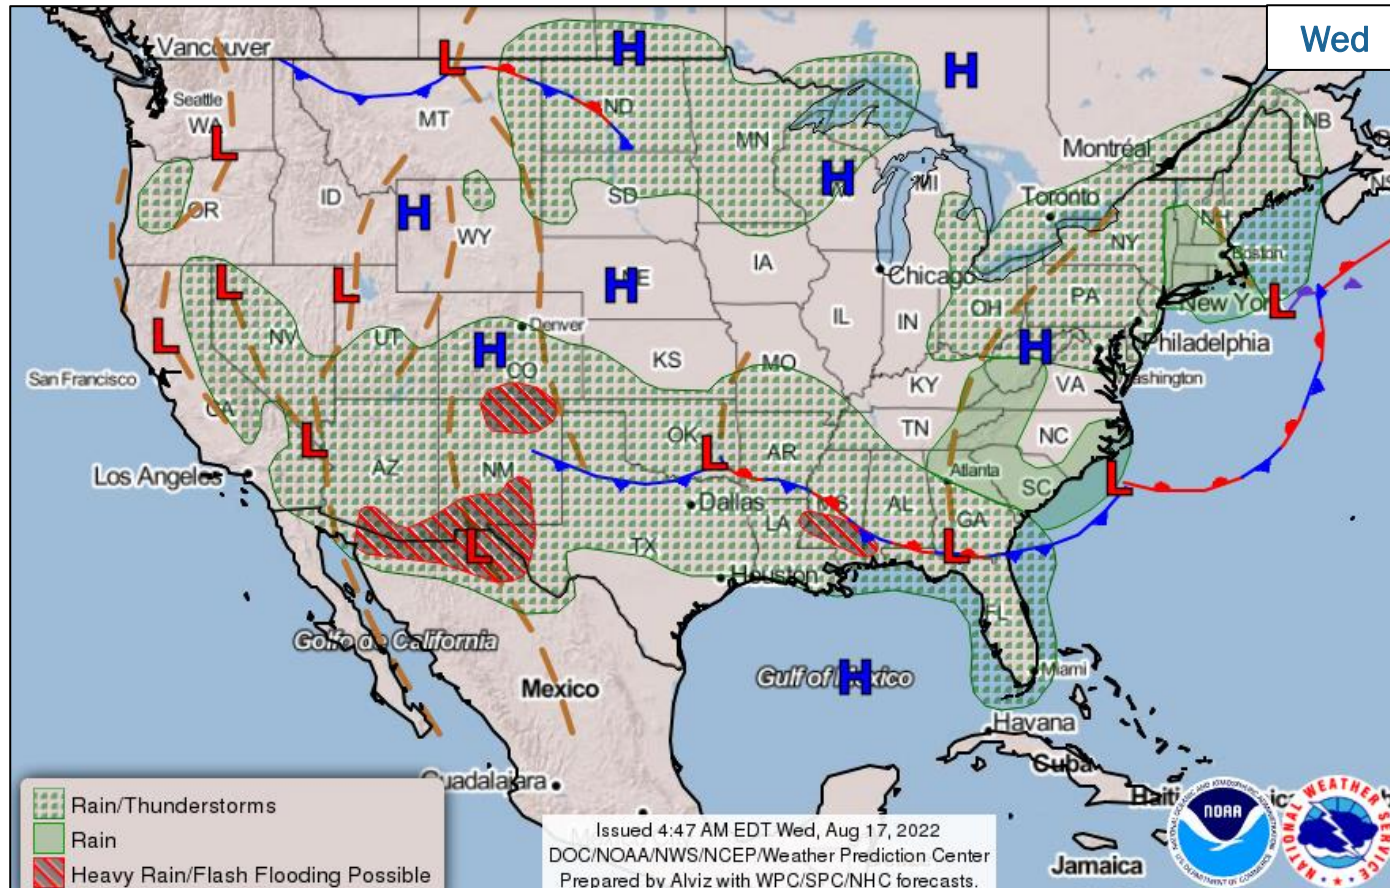 Wed
Vancouver
H
L
H
H
Seattle
WA
MT
ND
MN
NB
L
Montréal
H
MI
OR
ID
H
WY
SD
Toronto
NH
NY
IA
Chicago
Boston
L
L
H
NE
OH
PA
New Yor
L
L
NV
UT
Denver
IL
IN
H
CO
KS
MO
H
Philadelphia
San Francisco
KY
VA
ashington
CA
L
OK
L
AR
TN
NC
Los Angeles
AZ
NM
Atlanta
SC
L
Dallas
LA
MS
AL
GA
L
TX
L
Houston
FL
Golfo de California
Miami
Mexico
Gulf of Mexico
H
Havana
Cuba
Guadalajara
Haiti
Jamaica
Rain/Thunderstorms
Rain
Heavy Rain/Flash Flooding Possible
Issued 4:47 AM EDT Wed, Aug 17, 2022
DOC/NOAA/NWS/NCEP/Weather Prediction Center
Prepared by Alviz with WPC/SPC/NHC forecasts.
NOAA
NATIONAL WEATHER SERVICE